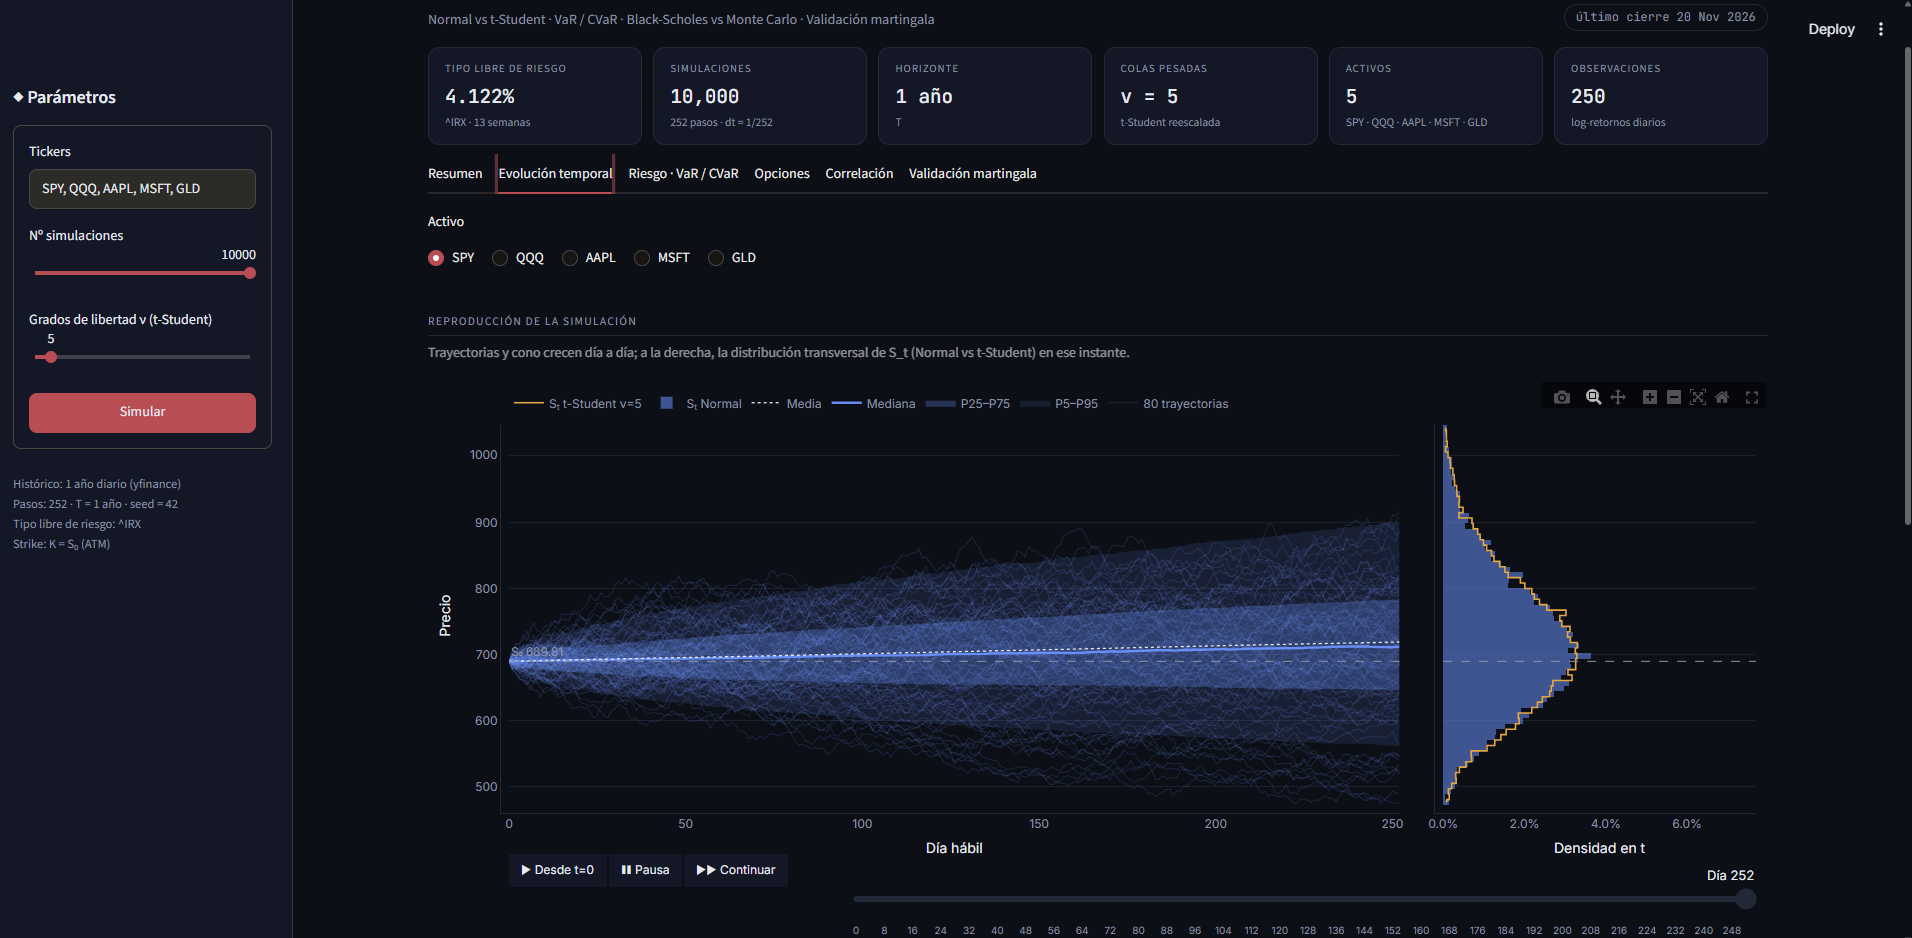 Normal vs t-Student · VaR / CVaR · Black-Scholes vs Monte Carlo · Validación martingala
último cierre 20 Nov 2026
Deploy
◆ Parámetros
Tickers
SPY, QQQ, AAPL, MSFT, GLD
Nº simulaciones
10000
Grados de libertad ν (t-Student)
5
Simular
Histórico: 1 año diario (yfinance)
Pasos: 252 · T = 1 año · seed = 42
Tipo libre de riesgo: ^IRX
Strike: K = S₀ (ATM)
TIPO LIBRE DE RIESGO
4.122%
^IRX · 13 semanas
SIMULACIONES
10,000
252 pasos · dt = 1/252
HORIZONTE
1 año
T
COLAS PESADAS
ν = 5
t-Student reescalada
ACTIVOS
5
SPY · QQQ · AAPL · MSFT · GLD
OBSERVACIONES
250
log-retornos diarios
Resumen Evolución temporal Riesgo · VaR / CVaR Opciones Correlación Validación martingala
Activo
SPY QQQ AAPL MSFT GLD
REPRODUCCIÓN DE LA SIMULACIÓN
Trayectorias y cono crecen día a día; a la derecha, la distribución transversal de S_t (Normal vs t-Student) en ese instante.
Sₜ t-Student ν=5 Sₜ Normal Media Mediana P25–P75 P5–P95 80 trayectorias
1000
900
800
700
600
500
Precio
S₀ 689.81
0 50 100 150 200 250
Día hábil
0.0% 2.0% 4.0% 6.0%
Densidad en t
▶ Desde t=0 ❚❚ Pausa ▶▶ Continuar
Día 252
0 8 16 24 32 40 48 56 64 72 80 88 96 104 112 120 128 136 144 152 160 168 176 184 192 200 208 216 224 232 240 248